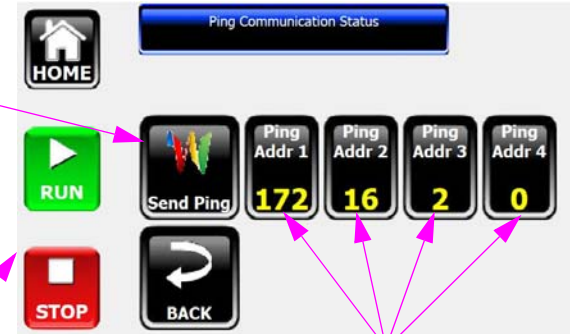 Ping Communication Status
HOME
RUN
Send Ping
Ping
Addr 1
172
Ping
Addr 2
16
Ping
Addr 3
2
Ping
Addr 4
0
STOP
BACK